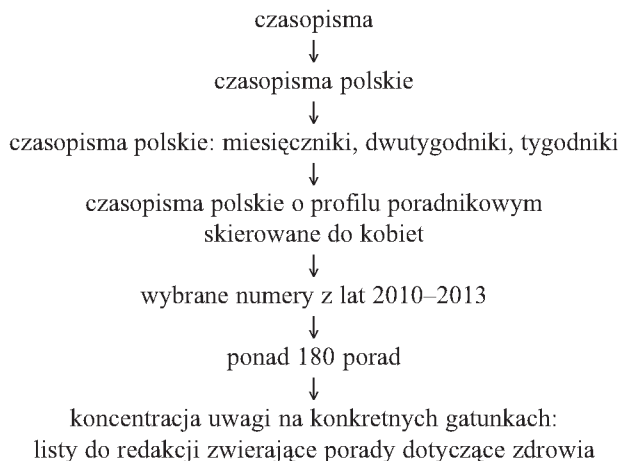 czasopisma
↓
czasopisma polskie
↓
czasopisma polskie: miesięczniki, dwutygodniki, tygodniki
↓
czasopisma polskie o profilu poradnikowym
skierowane do kobiet
↓
wybrane numery z lat 2010–2013
↓
ponad 180 porad
↓
koncentracja uwagi na konkretnych gatunkach:
listy do redakcji zwierające porady dotyczące zdrowia